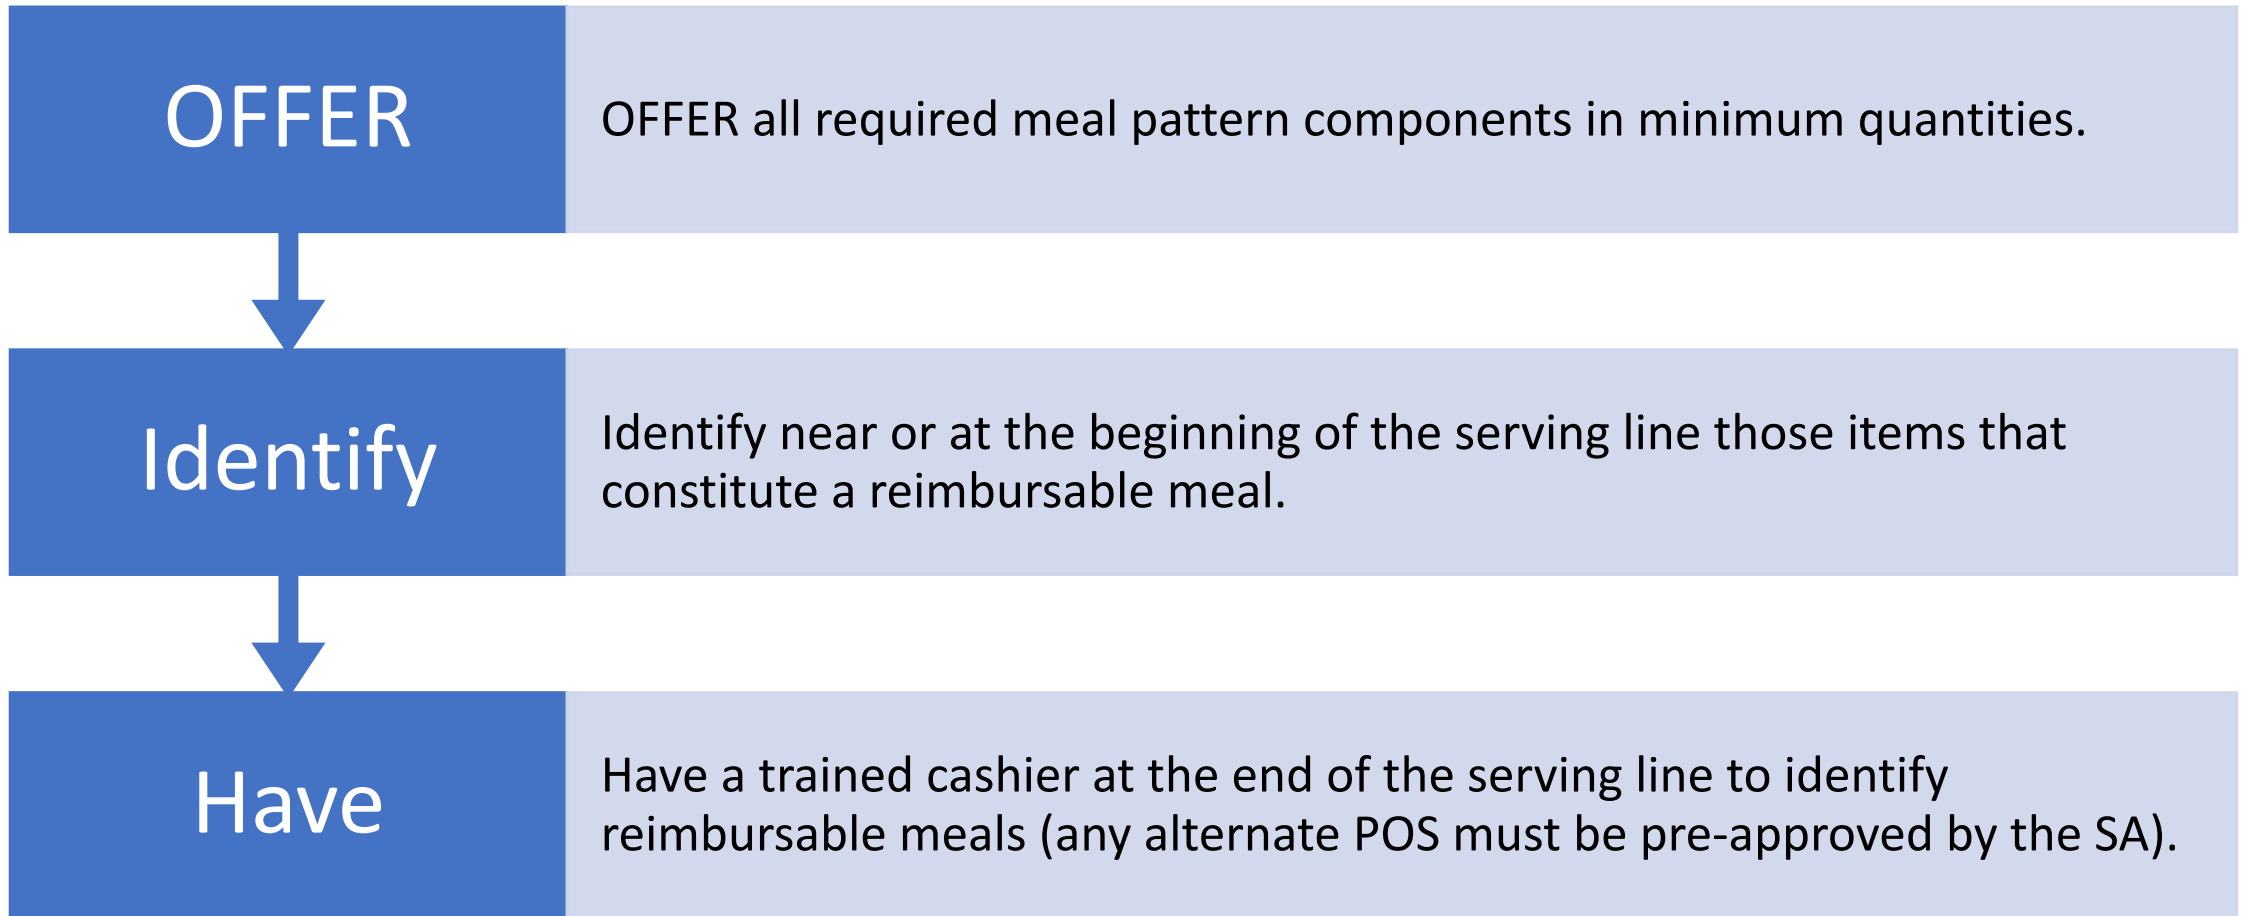 OFFER
OFFER all required meal pattern components in minimum quantities.
Identify
Identify near or at the beginning of the serving line those items that
constitute a reimbursable meal.
Have
Have a trained cashier at the end of the serving line to identify
reimbursable meals (any alternate POS must be pre-approved by the SA).